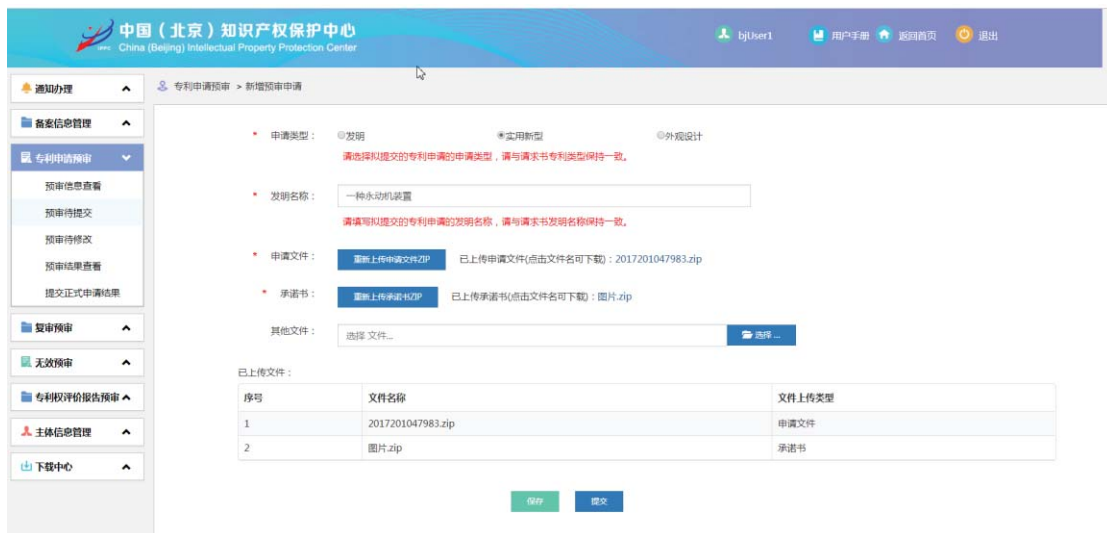 中国（北京）知识产权保护中心
China (Beijing) Intellectual Property Protection Center
bjUser1 用户手册 返回首页 退出
通知办理
备案信息管理
专利申请预审
预审信息查看
预审待提交
预审待修改
预审结果查看
提交正式申请结果
复审预审
无效预审
专利权评价报告预审
主体信息管理
下载中心
专利申请预审 > 新增预审申请
* 申请类型： 发明 实用新型 外观设计
请选择拟提交的专利申请的申请类型，请与请求书专利类型保持一致。
* 发明名称： 一种永动机装置
请填写拟提交的专利申请的发明名称，请与请求书发明名称保持一致。
* 申请文件： 重新上传申请文件ZIP 已上传申请文件(点击文件名可下载)：2017201047983.zip
* 承诺书： 重新上传承诺书ZIP 已上传承诺书(点击文件名可下载)：图片.zip
其他文件： 选择 文件... 选择 ...
已上传文件：
序号 文件名称 文件上传类型
1 2017201047983.zip 申请文件
2 图片.zip 承诺书
保存 提交